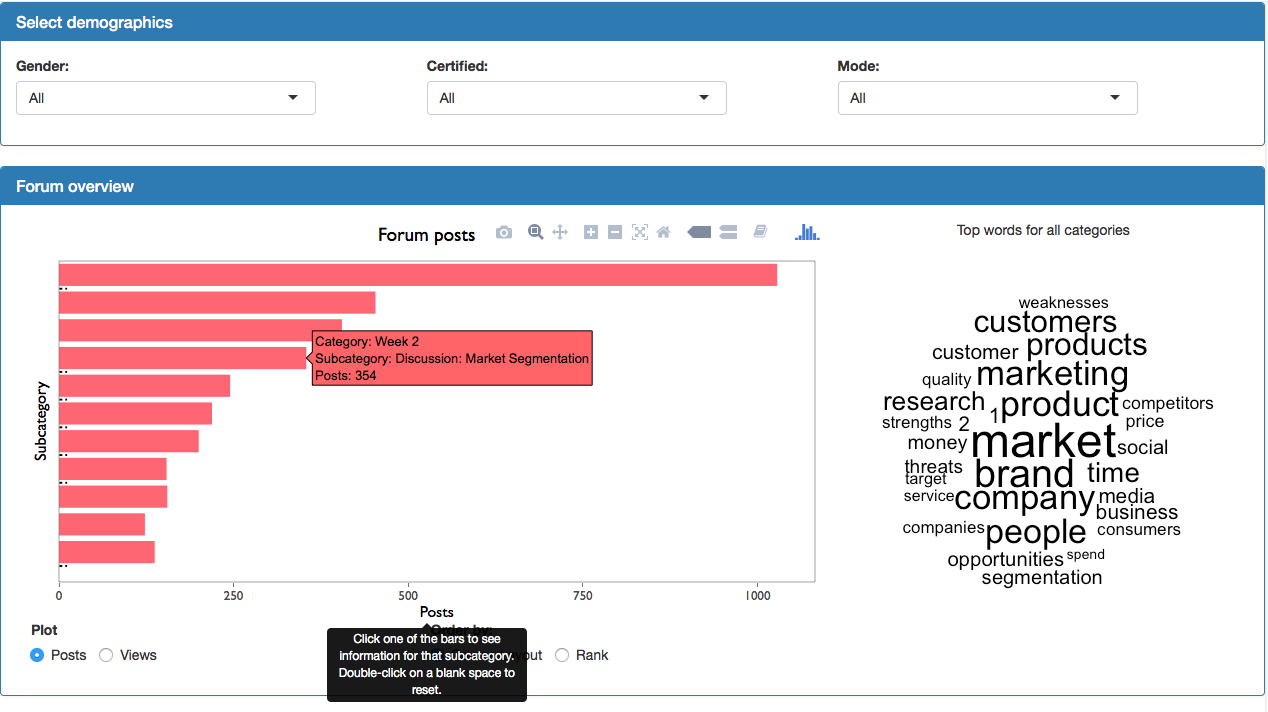 Select demographics
Gender:
Certified:
Mode:
All
All
All
Forum overview
Forum posts
Top words for all categories
Category: Week 2
Subcategory: Discussion: Market Segmentation
Posts: 354
Subcategory
0
250
500
750
1000
Posts
weaknesses
customers
customer
products
quality
marketing
research
1
product
competitors
strengths
2
price
money
market
social
threats
brand
time
target
service
company
media
business
companies
people
consumers
opportunities
spend
segmentation
Plot
Posts
Views
Click one of the bars to see
information for that subcategory.
Double-click on a blank space to
reset.
Rank